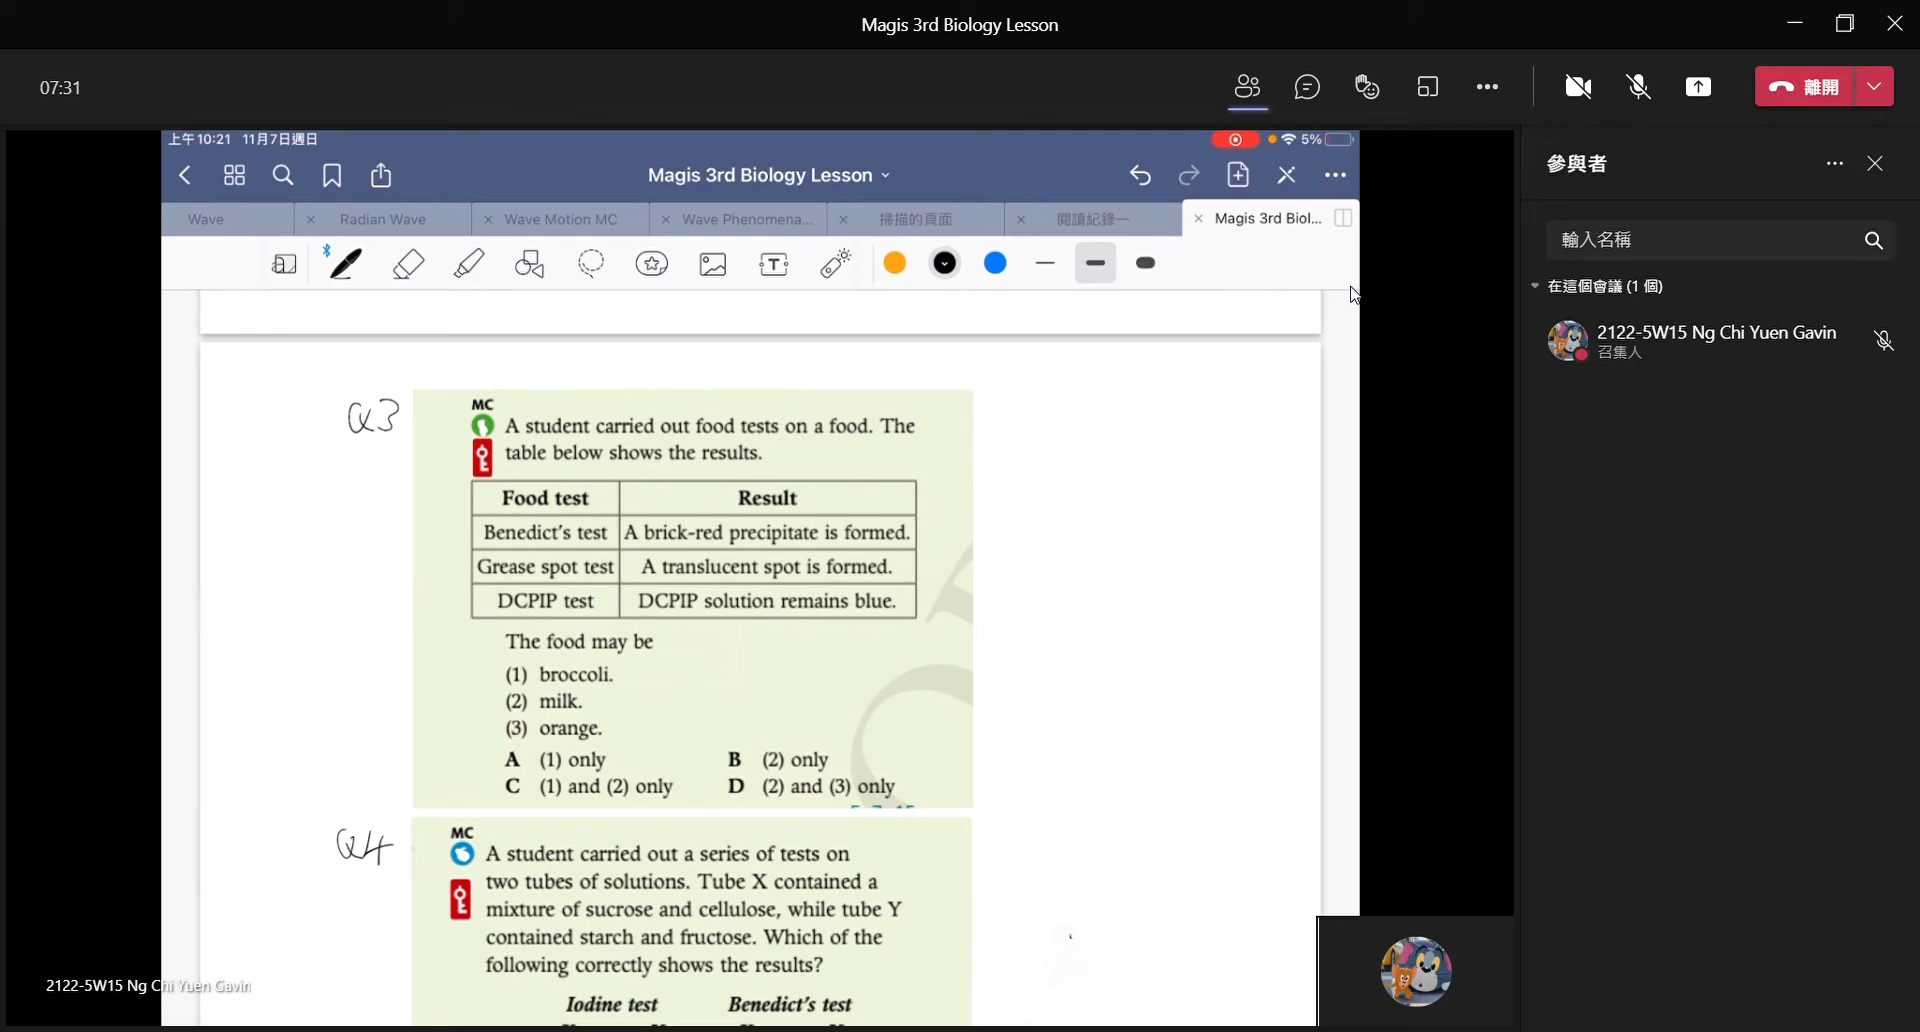 Magis 3rd Biology Lesson
07:31
離開
上午10:21 11月7日週日
5%
Magis 3rd Biology Lesson
Wave
Radian Wave
Wave Motion MC
Wave Phenomena...
掃描的頁面
閱讀紀錄一
Magis 3rd Biol...
Q3
MC
A student carried out food tests on a food. The
table below shows the results.
Food test Result
Benedict's test A brick-red precipitate is formed.
Grease spot test A translucent spot is formed.
DCPIP test DCPIP solution remains blue.
The food may be
(1) broccoli.
(2) milk.
(3) orange.
A (1) only B (2) only
C (1) and (2) only D (2) and (3) only
Q4
MC
A student carried out a series of tests on
two tubes of solutions. Tube X contained a
mixture of sucrose and cellulose, while tube Y
contained starch and fructose. Which of the
following correctly shows the results?
Iodine test Benedict's test
2122-5W15 Ng Chi Yuen Gavin
參與者
輸入名稱
在這個會議 (1 個)
2122-5W15 Ng Chi Yuen Gavin
召集人